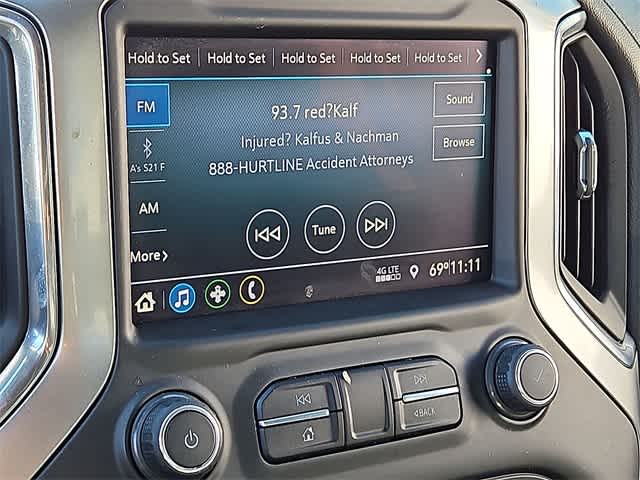 Hold to Set Hold to Set Hold to Set Hold to Set Hold to Set
FM
93.7 red?Kalf
Sound
Injured? Kalfus & Nachman
888-HURTLINE Accident Attorneys
Browse
A's S21 F
AM
Tune
More
4G LTE
69° 11:11
BACK